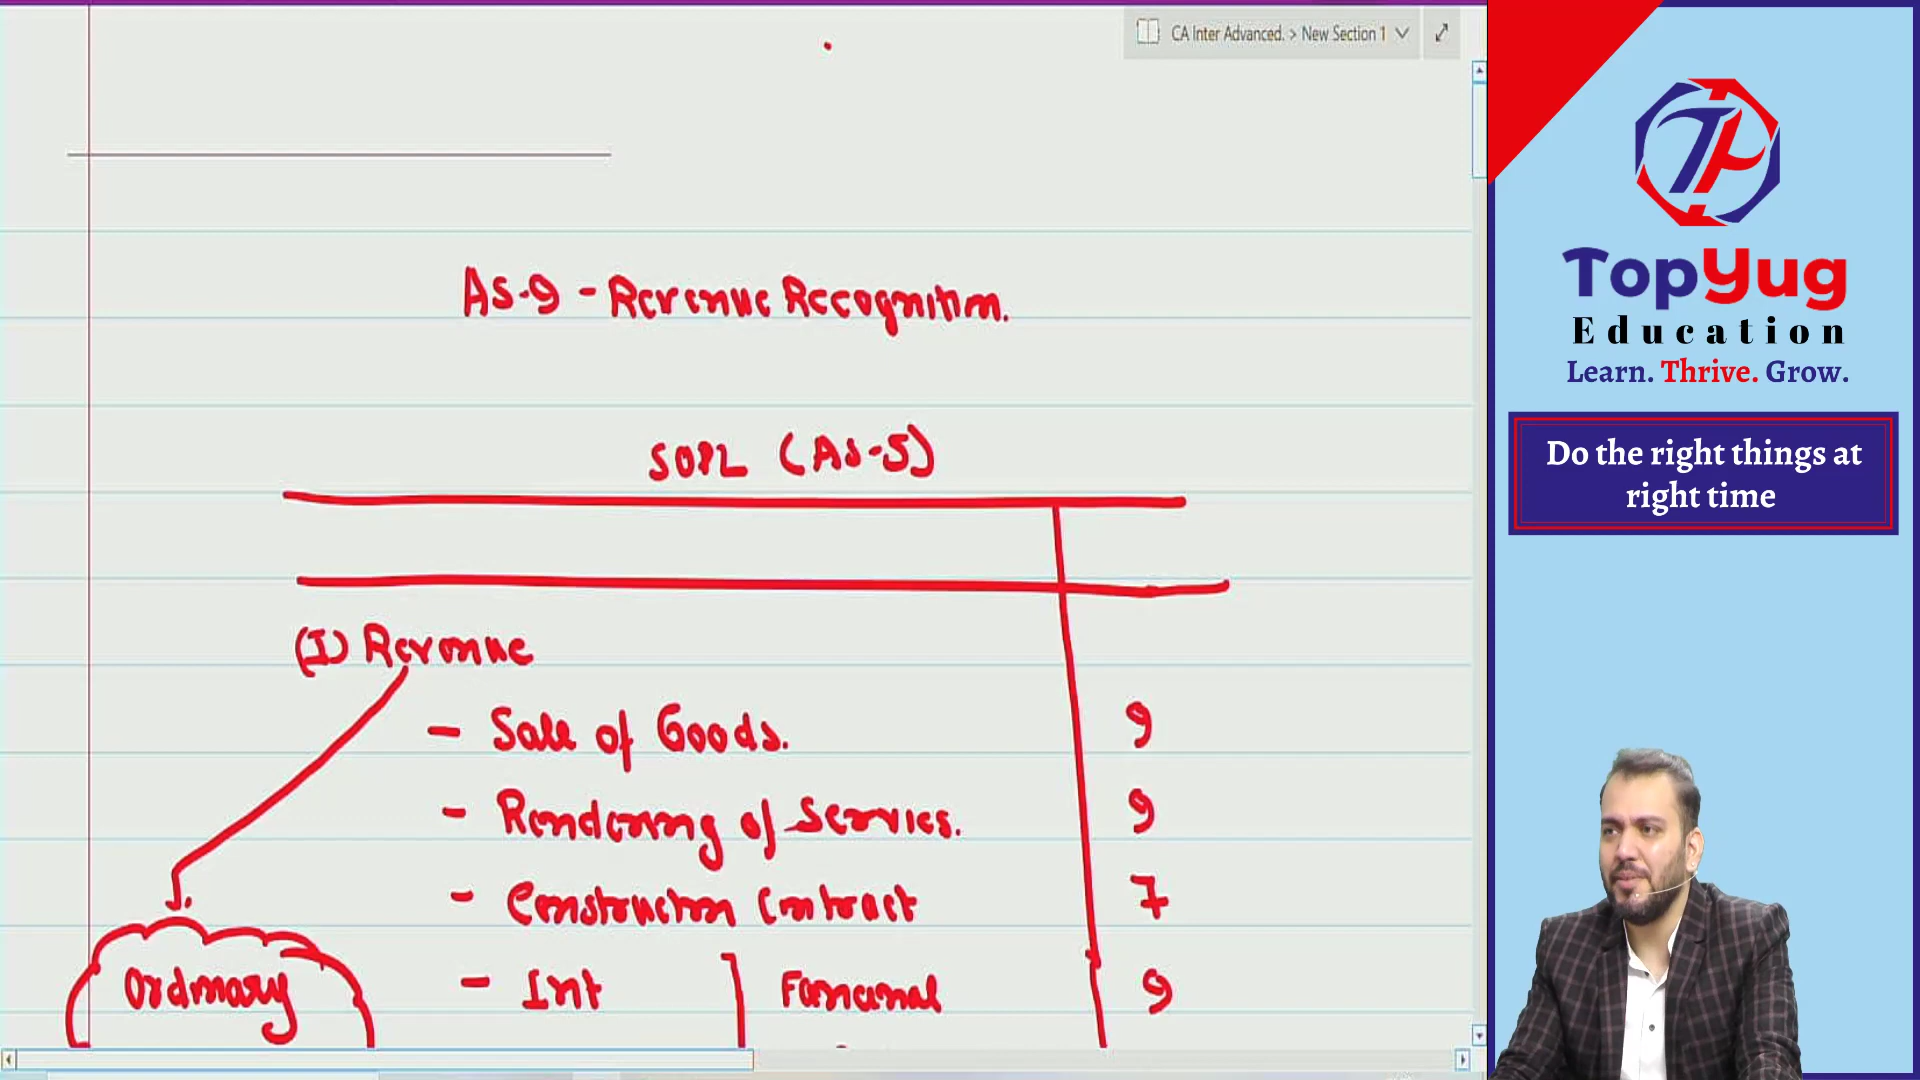 CA Inter Advanced. > New Section 1
AS-9 - Revenue Recognition.
SOPL (AS-5)
(I) Revenue
- Sale of Goods. 9
- Rendering of Services. 9
- Construction Contract 7
- Int ] Financial 9
Ordinary
TA
TopYug
Education
Learn. Thrive. Grow.
Do the right things at
right time